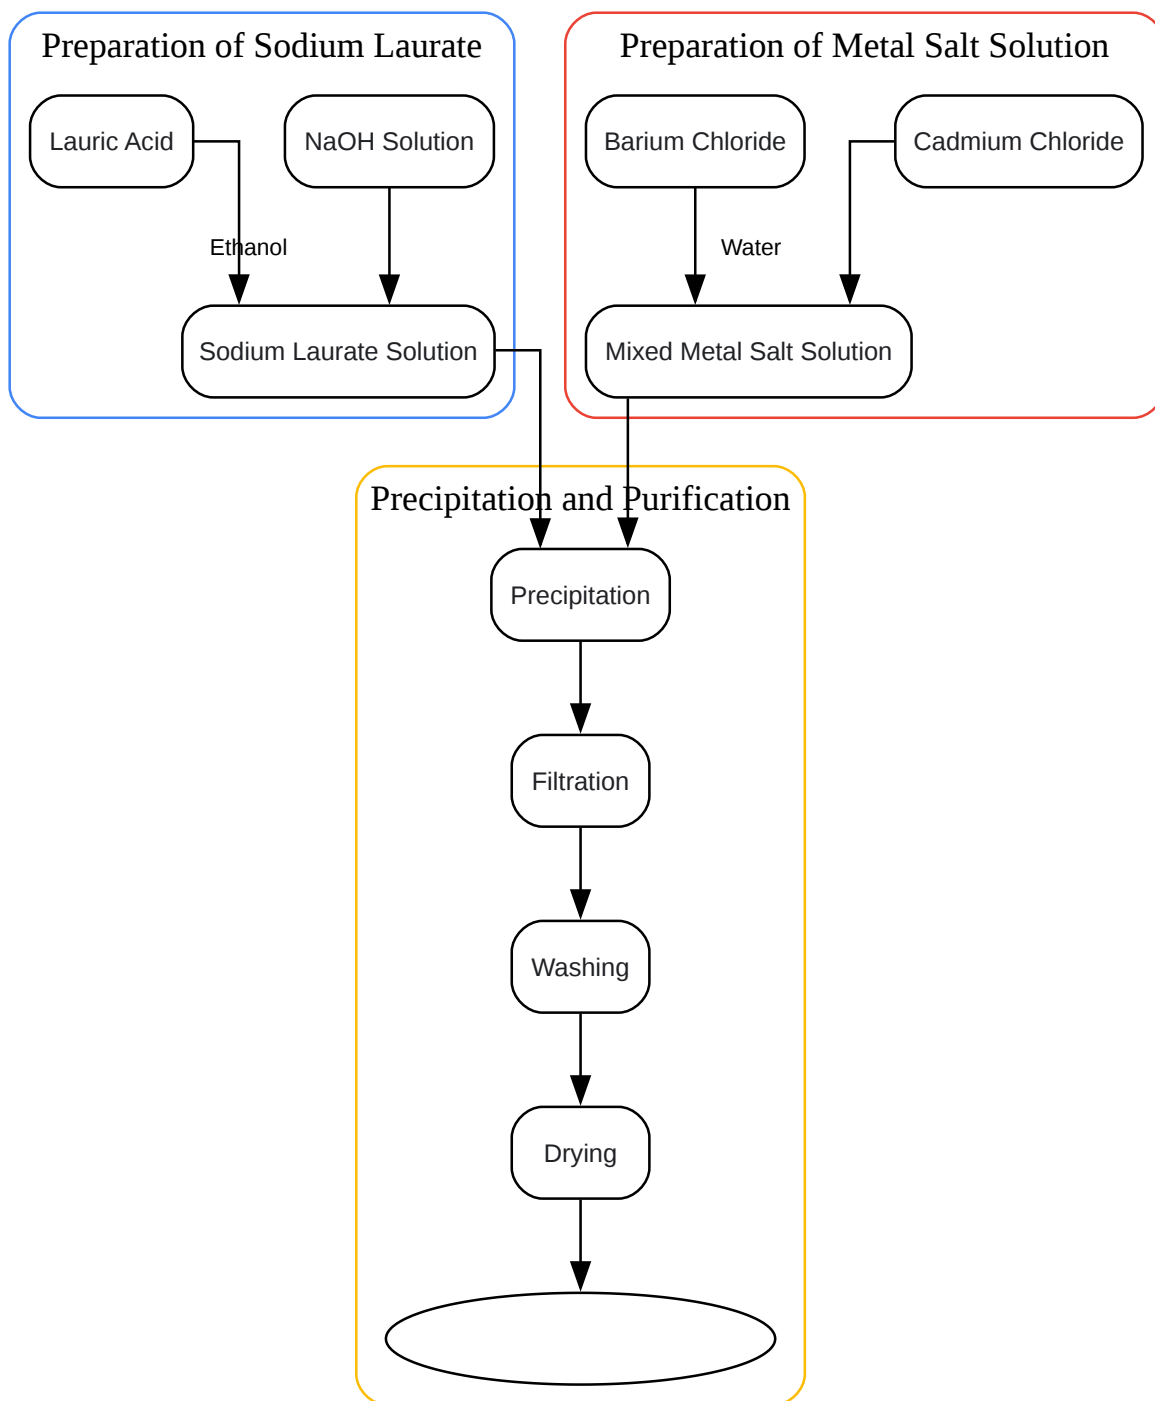 Preparation of Sodium Laurate
Lauric Acid
NaOH Solution
Ethanol
Sodium Laurate Solution
Preparation of Metal Salt Solution
Barium Chloride
Cadmium Chloride
Water
Mixed Metal Salt Solution
Precipitation and Purification
Precipitation
Filtration
Washing
Drying